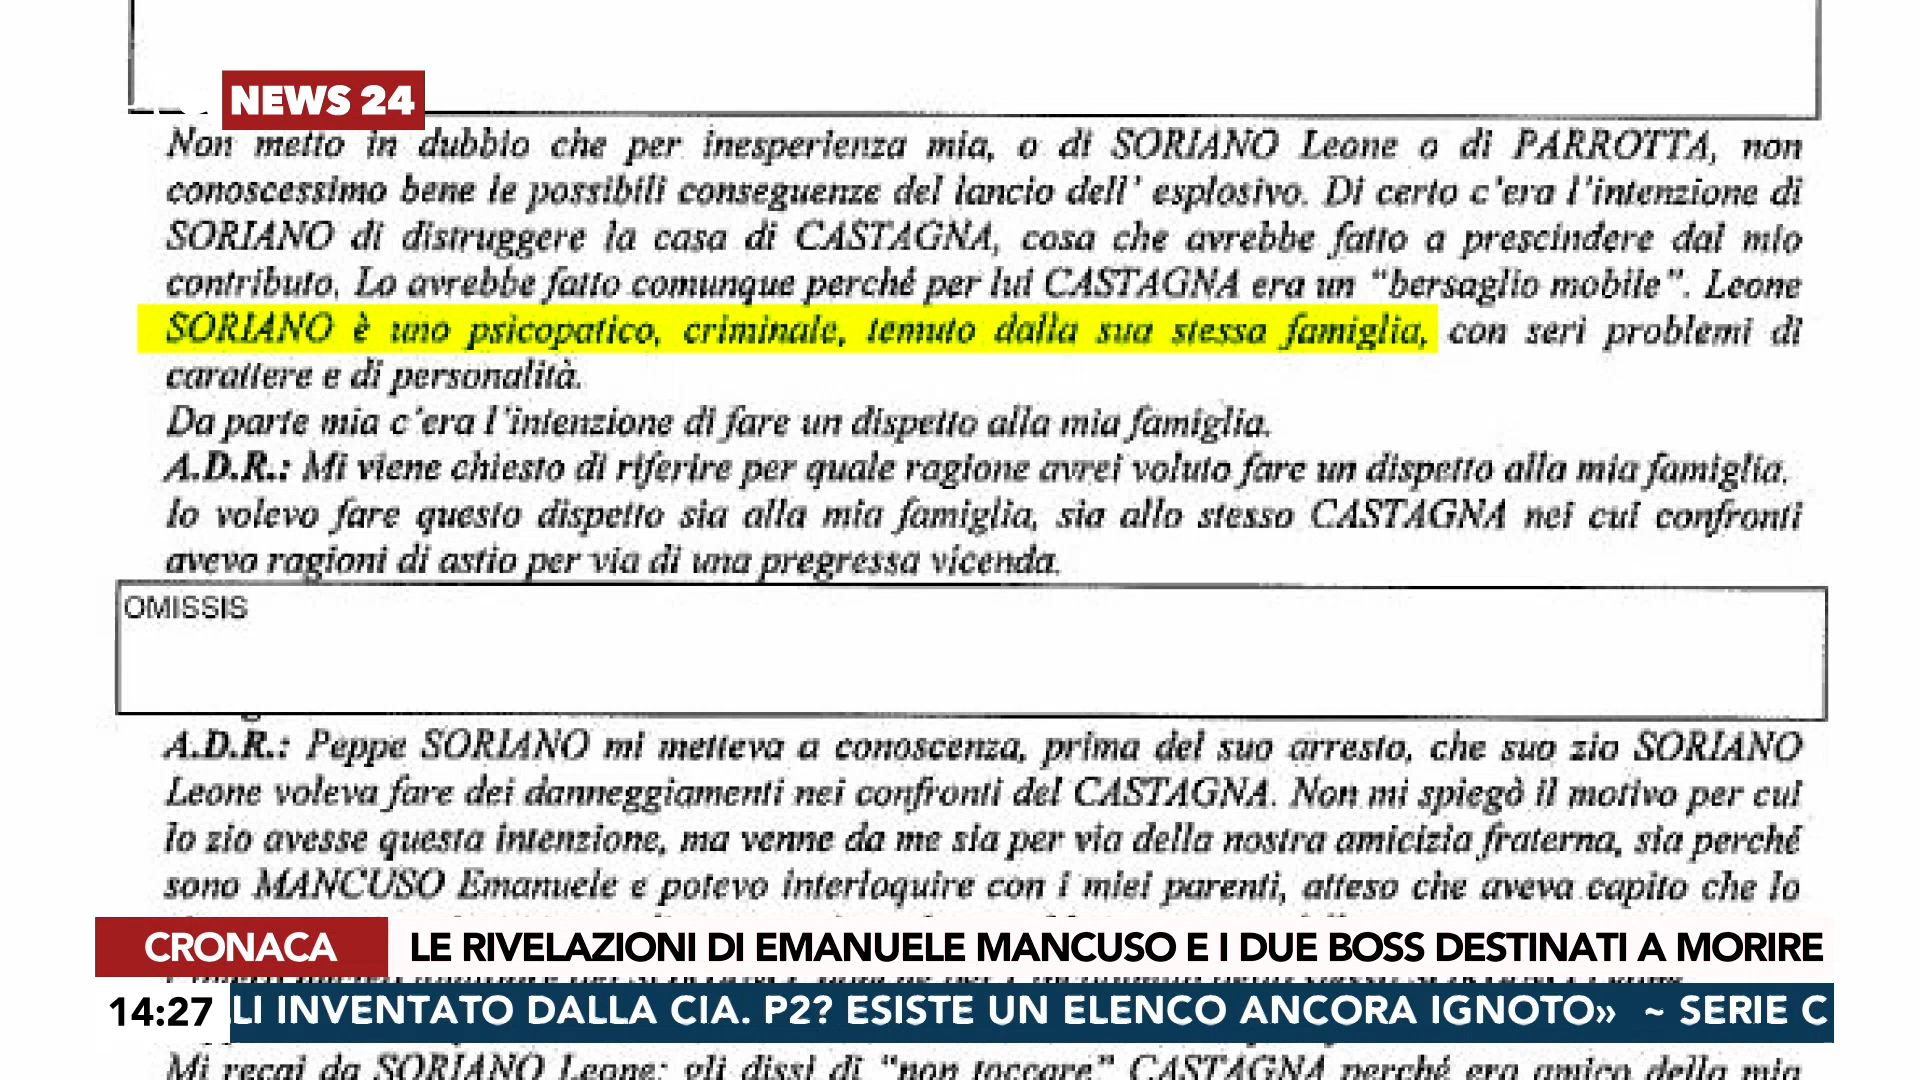 NEWS 24
Non metto in dubbio che per inesperienza mia, o di SORIANO Leone o di PARROTTA, non
conoscessimo bene le possibili conseguenze del lancio dell' esplosivo. Di certo c'era l'intenzione di
SORIANO di distruggere la casa di CASTAGNA, cosa che avrebbe fatto a prescindere dal mio
contributo. Lo avrebbe fatto comunque perché per lui CASTAGNA era un “bersaglio mobile”. Leone
SORIANO è uno psicopatico, criminale, temuto dalla sua stessa famiglia, con seri problemi di
carattere e di personalità.
Da parte mia c'era l'intenzione di fare un dispetto alla mia famiglia.
A.D.R.: Mi viene chiesto di riferire per quale ragione avrei voluto fare un dispetto alla mia famiglia.
Io volevo fare questo dispetto sia alla mia famiglia, sia allo stesso CASTAGNA nei cui confronti
avevo ragioni di astio per via di una pregressa vicenda.
OMISSIS
A.D.R.: Peppe SORIANO mi metteva a conoscenza, prima del suo arresto, che suo zio SORIANO
Leone voleva fare dei danneggiamenti nei confronti del CASTAGNA. Non mi spiegò il motivo per cui
lo zio avesse questa intenzione, ma venne da me sia per via della nostra amicizia fraterna, sia perché
sono MANCUSO Emanuele e potevo interloquire con i miei parenti, atteso che aveva capito che lo
CRONACA LE RIVELAZIONI DI EMANUELE MANCUSO E I DUE BOSS DESTINATI A MORIRE
14:27 LI INVENTATO DALLA CIA. P2? ESISTE UN ELENCO ANCORA IGNOTO» ~ SERIE C
Mi recai da SORIANO Leone: gli dissi di “non toccare” CASTAGNA perché era amico della mia